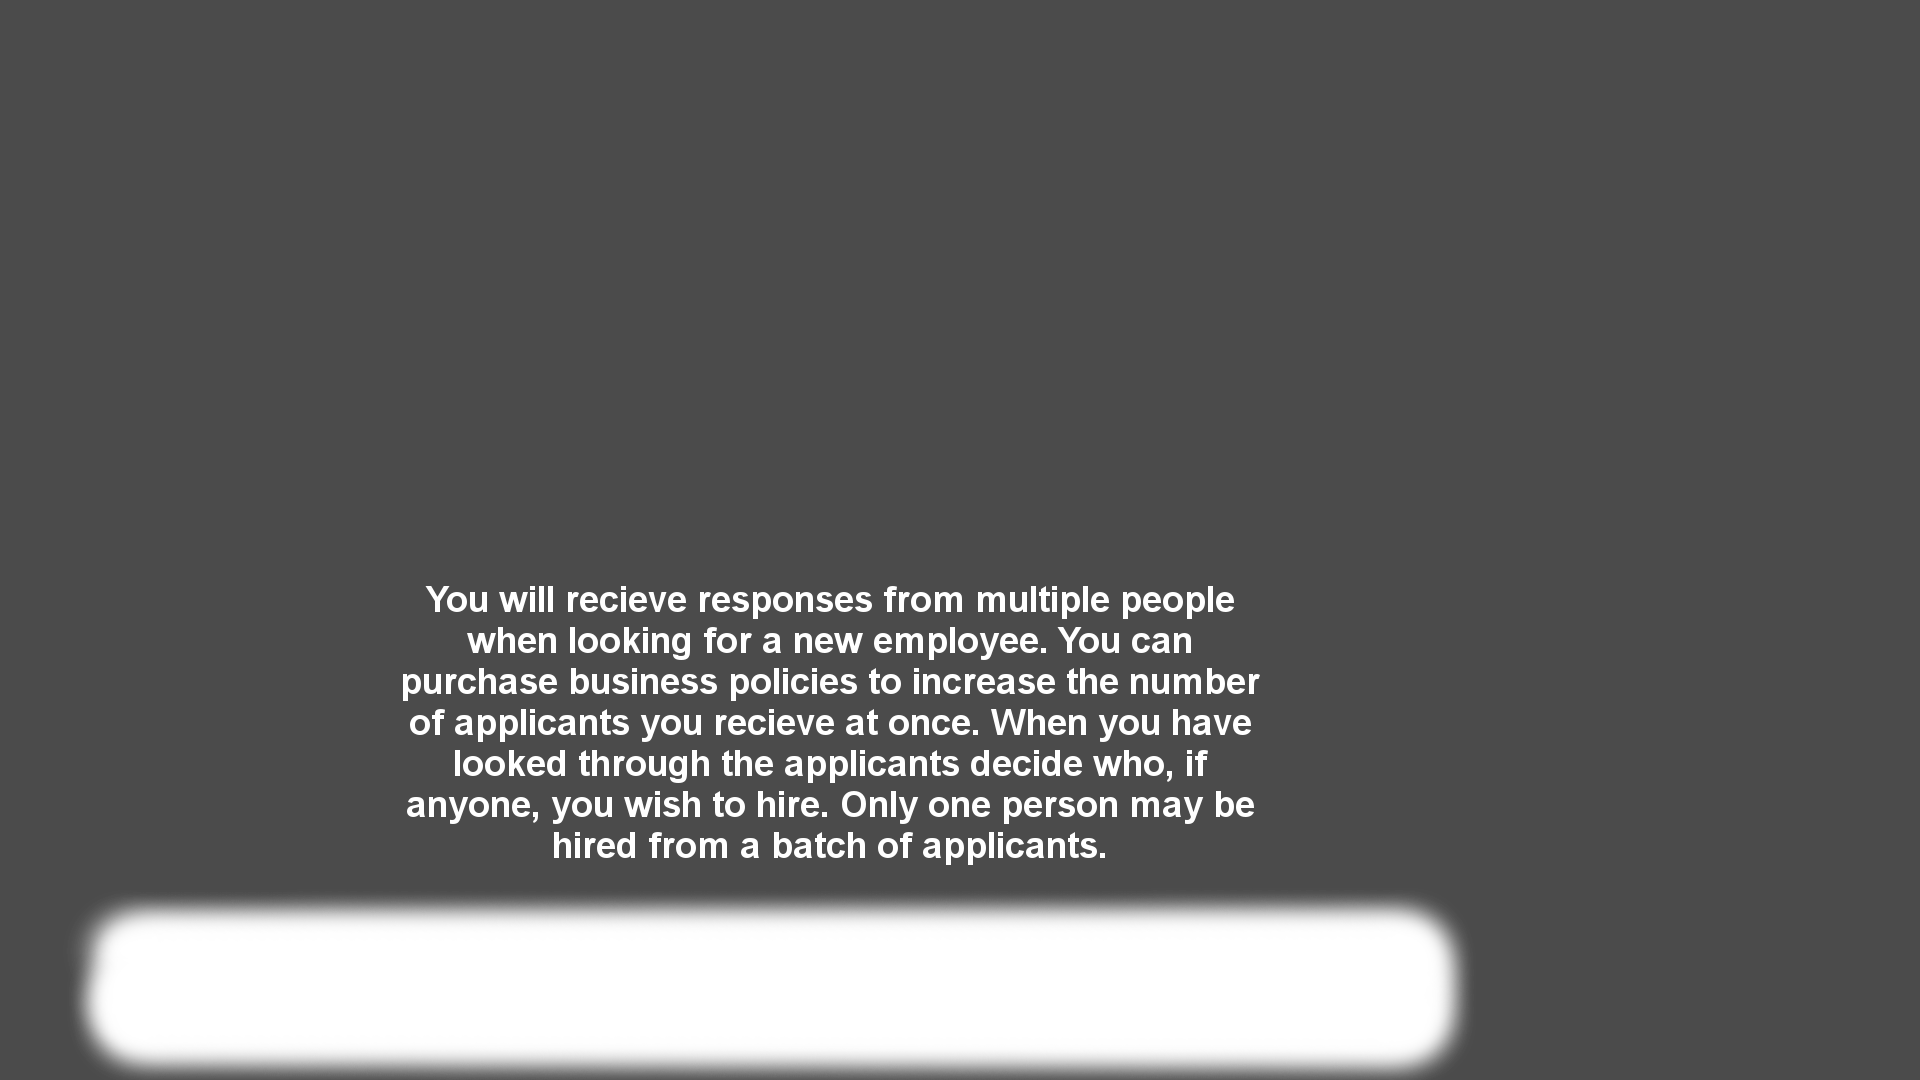 You will recieve responses from multiple people
when looking for a new employee. You can
purchase business policies to increase the number
of applicants you recieve at once. When you have
looked through the applicants decide who, if
anyone, you wish to hire. Only one person may be
hired from a batch of applicants.